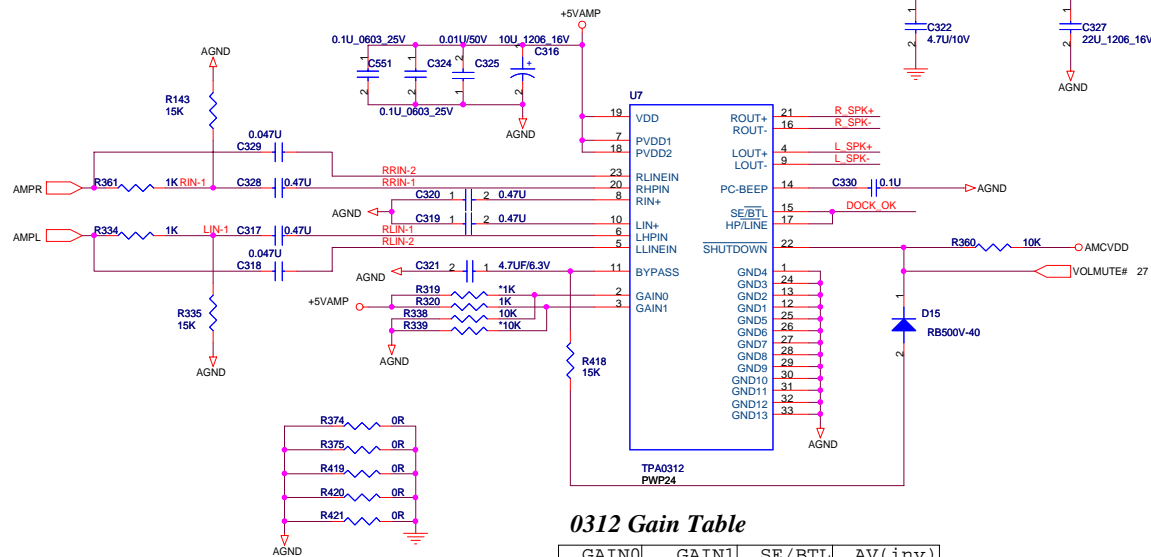 +5VAMP
C322
4.7U/10V
C327
22U_1206_16V
0.1U_0603_25V 0.01U/50V 10U_1206_16V
C551 C324 C325 C316
0.1U_0603_25V
AGND
AGND
AGND
R143
15K
U7
19 VDD
7 PVDD1
18 PVDD2
23 RLINEIN
20 RHPIN
8 RIN+
10 LIN+
6 LHPIN
5 LLINEIN
11 BYPASS
2 GAIN0
3 GAIN1
ROUT+ 21 R_SPK+
ROUT- 16 R_SPK-
LOUT+ 4 L_SPK+
LOUT- 9 L_SPK-
PC-BEEP 14 C330 0.1U AGND
SE/BTL 15 DOCK_OK
HP/LINE 17
SHUTDOWN 22 R360 10K AMCVDD
VOLMUTE# 27
GND4 1
GND3 24
GND2 13
GND1 12
GND5 25
GND6 26
GND7 27
GND8 28
GND9 29
GND10 30
GND11 31
GND12 32
GND13 33
AGND
1
D15
RB500V-40
2
0.047U
C329
RRIN-2
AMPR R361 1K RIN-1 C328 0.47U RRIN-1
C320 1 2 0.47U
AGND
C319 1 2 0.47U
AMPL R334 1K LIN-1 C317 0.47U RLIN-1
0.047U
C318
RLIN-2
AGND C321 2 1 4.7UF/6.3V
+5VAMP
R319 *1K
R320 1K
R338 10K
R339 *10K
AGND
R335
15K
AGND
R418
15K
TPA0312
PWP24
R374 0R
R375 0R
R419 0R
R420 0R
R421 0R
AGND
0312 Gain Table
GAIN0 GAIN1 SE/BTL AV(inv)